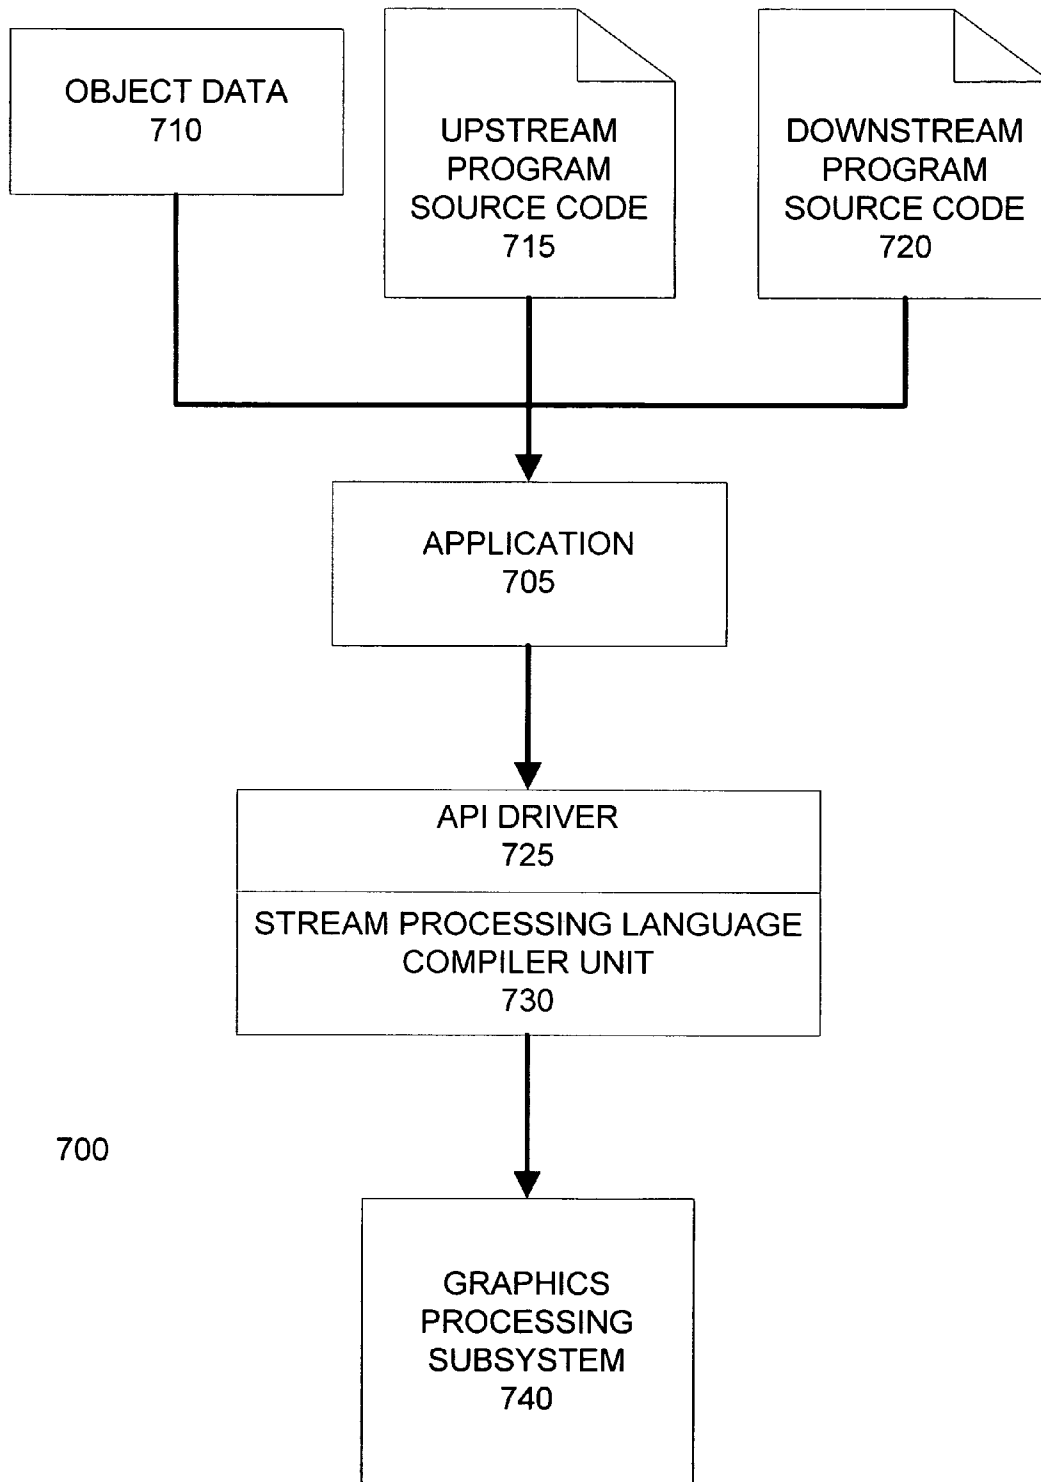 OBJECT DATA
710
UPSTREAM
PROGRAM
SOURCE CODE
715
DOWNSTREAM
PROGRAM
SOURCE CODE
720
APPLICATION
705
API DRIVER
725
STREAM PROCESSING LANGUAGE
COMPILER UNIT
730
700
GRAPHICS
PROCESSING
SUBSYSTEM
740